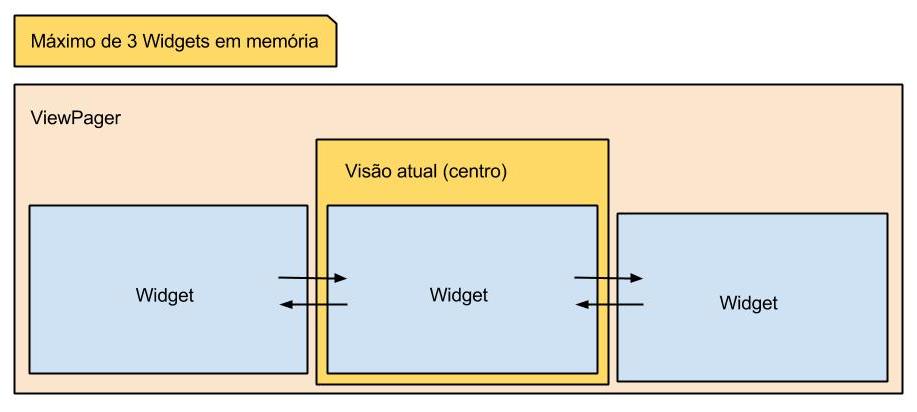 Máximo de 3 Widgets em memória
ViewPager
Visão atual (centro)
Widget
Widget
Widget